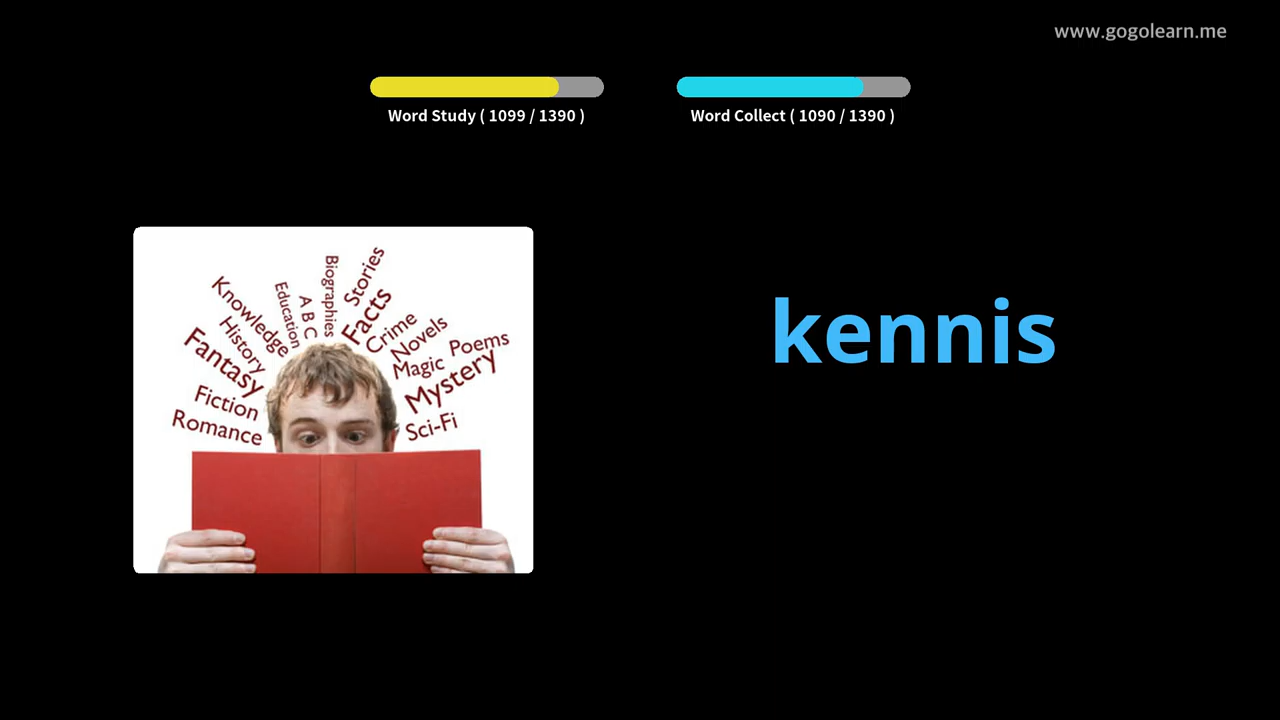 www.gogolearn.me
Word Study ( 1099 / 1390 )
Word Collect ( 1090 / 1390 )
Biographies
Stories
Education
A B C
Facts
Knowledge
Crime
History
Novels
Fantasy
Magic
Poems
Mystery
Fiction
Romance
Sci-Fi
kennis